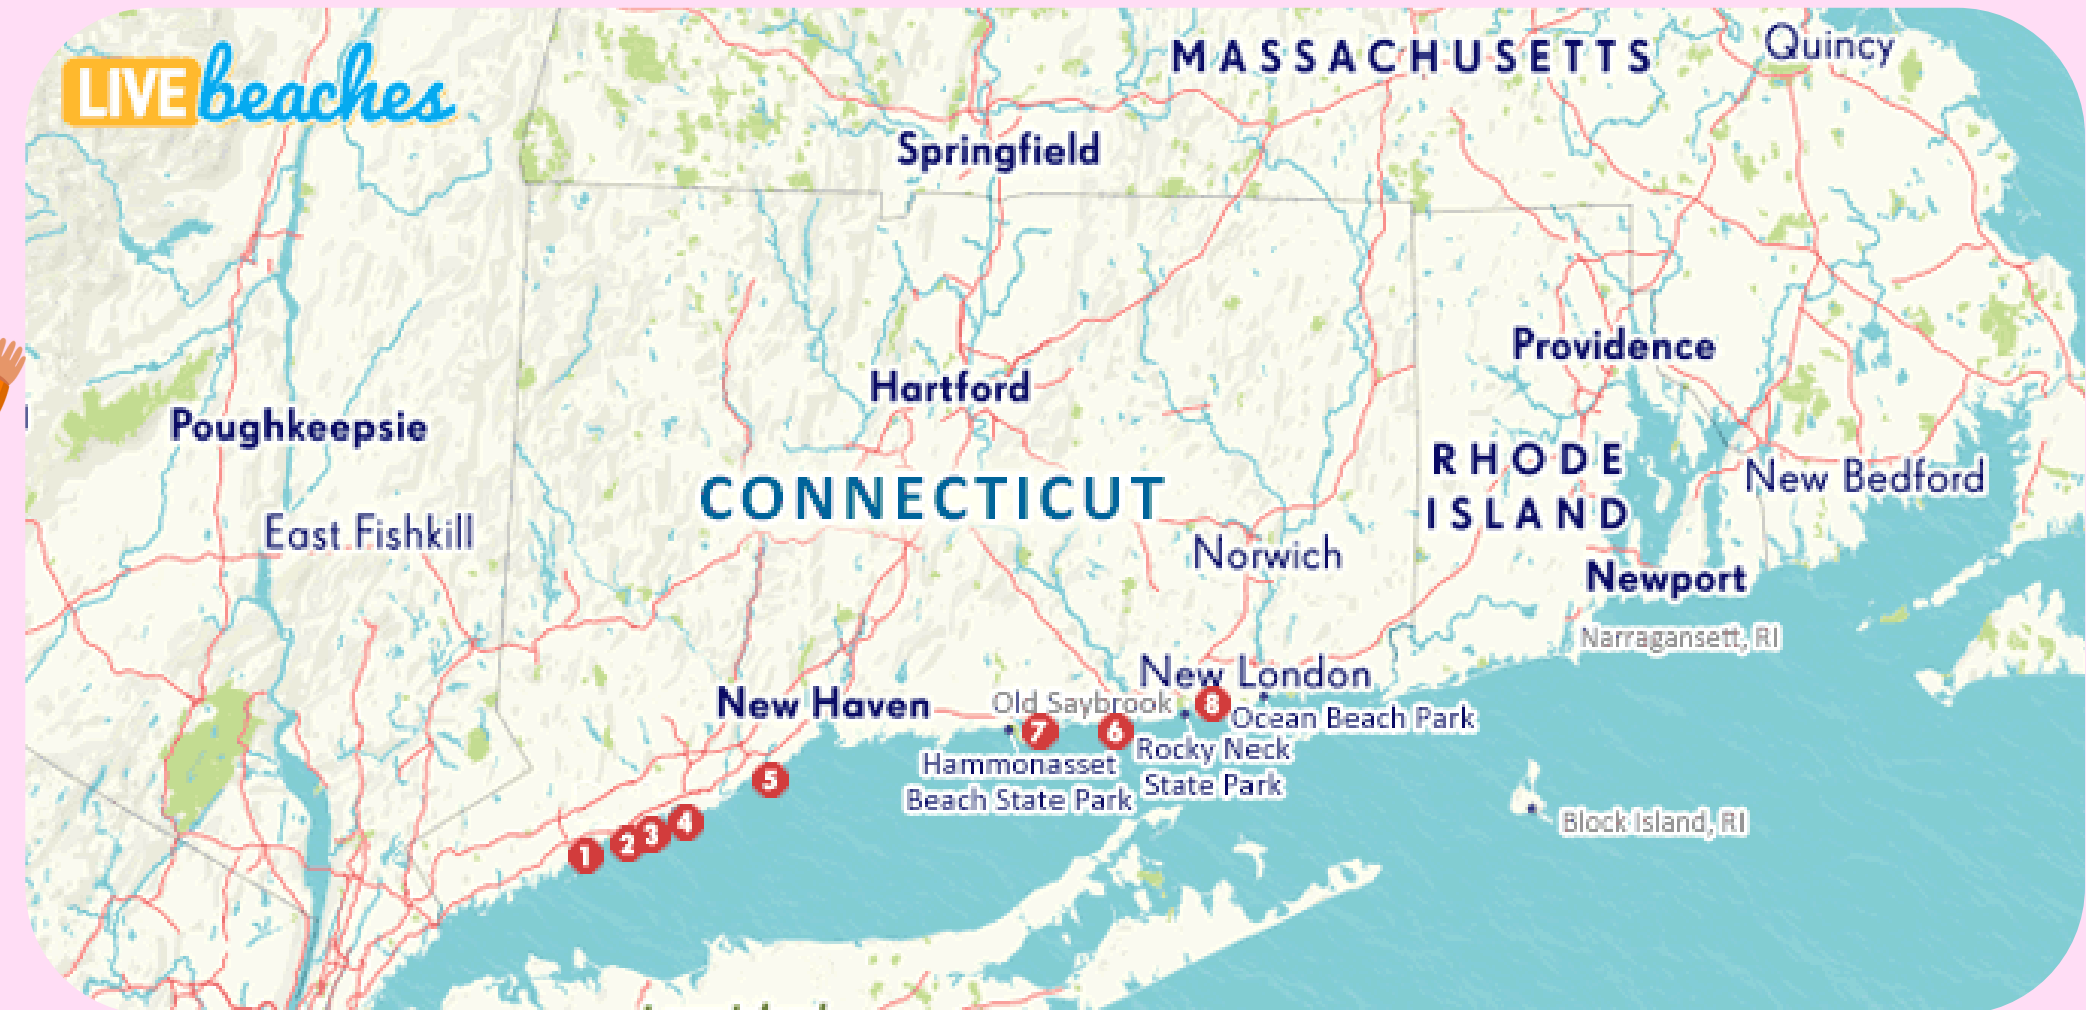 LIVE beaches
MASSACHUSETTS
Quincy
Springfield
Providence
Hartford
Poughkeepsie
RHODE
ISLAND
New Bedford
CONNECTICUT
East Fishkill
Norwich
Newport
Narragansett, RI
New London
New Haven
Old Saybrook
8
Ocean Beach Park
7
6
Rocky Neck
State Park
Hammonasset
Beach State Park
5
Block Island, RI
4
3
2
1